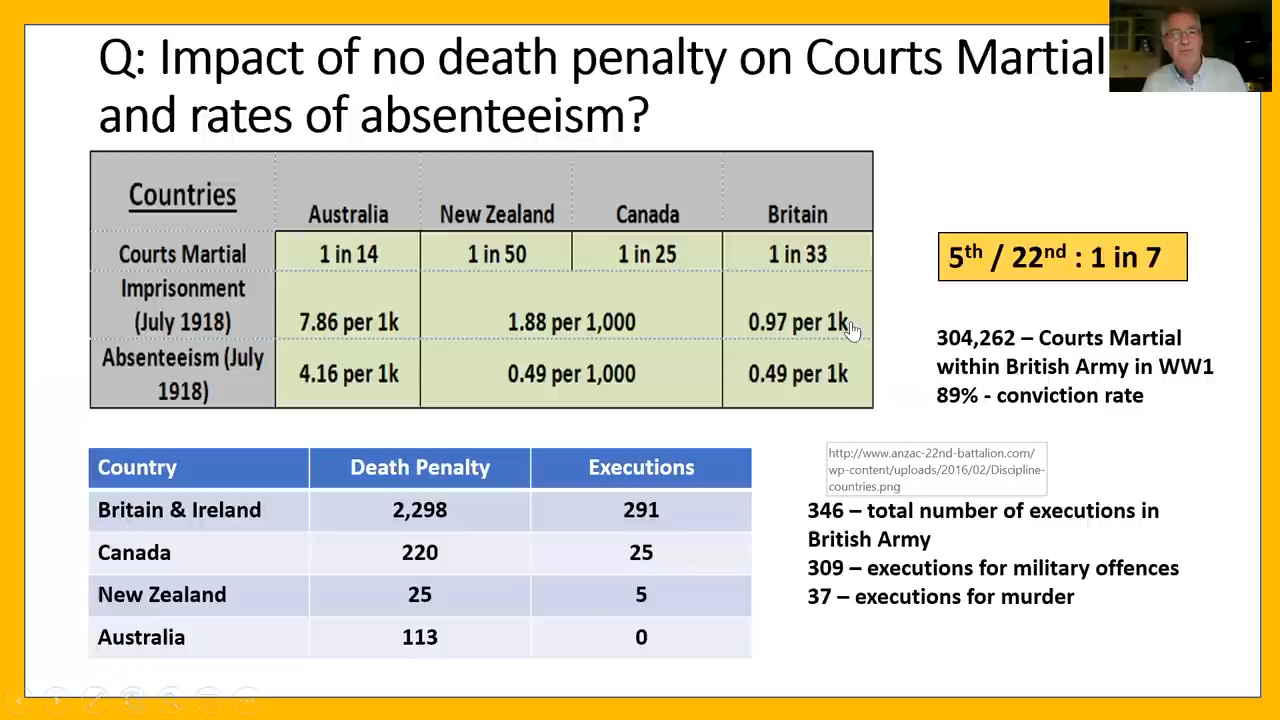 Q: Impact of no death penalty on Courts Martial
and rates of absenteeism?
Countries Australia New Zealand Canada Britain
Courts Martial 1 in 14 1 in 50 1 in 25 1 in 33
Imprisonment
(July 1918) 7.86 per 1k 1.88 per 1,000 0.97 per 1k
Absenteeism (July
1918) 4.16 per 1k 0.49 per 1,000 0.49 per 1k
5th / 22nd : 1 in 7
304,262 – Courts Martial
within British Army in WW1
89% - conviction rate
Country Death Penalty Executions
Britain & Ireland 2,298 291
Canada 220 25
New Zealand 25 5
Australia 113 0
http://www.anzac-22nd-battalion.com/
wp-content/uploads/2016/02/Discipline-
countries.png
346 – total number of executions in
British Army
309 – executions for military offences
37 – executions for murder